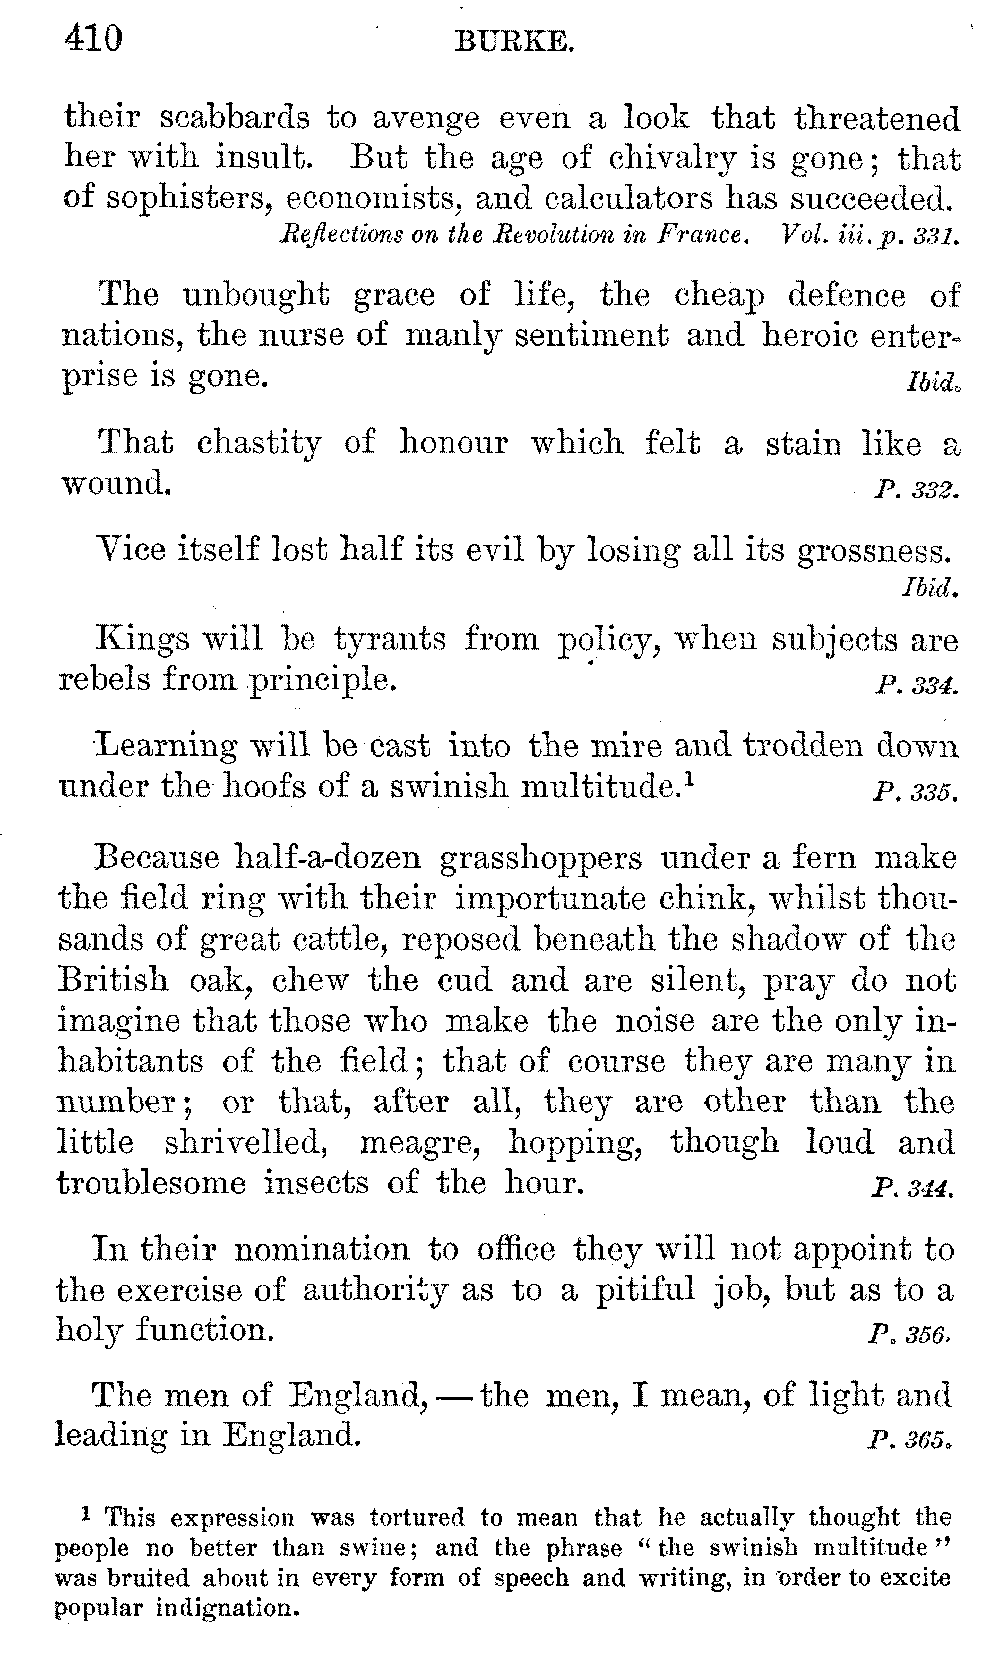 410 BURKE.
their scabbards to avenge even a look that threatened
her with insult. But the age of chivalry is gone; that
of sophisters, economists, and calculators has succeeded.
Reflections on the Revolution in France. Vol. iii. p. 331.
The unbought grace of life, the cheap defence of
nations, the nurse of manly sentiment and heroic enter-
prise is gone. Ibid.
That chastity of honour which felt a stain like a
wound. P. 332.
Vice itself lost half its evil by losing all its grossness.
Ibid.
Kings will be tyrants from policy, when subjects are
rebels from principle. P. 334.
Learning will be cast into the mire and trodden down
under the hoofs of a swinish multitude.¹ P. 335.
Because half-a-dozen grasshoppers under a fern make
the field ring with their importunate chink, whilst thou-
sands of great cattle, reposed beneath the shadow of the
British oak, chew the cud and are silent, pray do not
imagine that those who make the noise are the only in-
habitants of the field; that of course they are many in
number; or that, after all, they are other than the
little shrivelled, meagre, hopping, though loud and
troublesome insects of the hour. P. 344.
In their nomination to office they will not appoint to
the exercise of authority as to a pitiful job, but as to a
holy function. P. 356.
The men of England, — the men, I mean, of light and
leading in England. P. 365.
¹ This expression was tortured to mean that he actually thought the
people no better than swine; and the phrase “the swinish multitude”
was bruited about in every form of speech and writing, in order to excite
popular indignation.